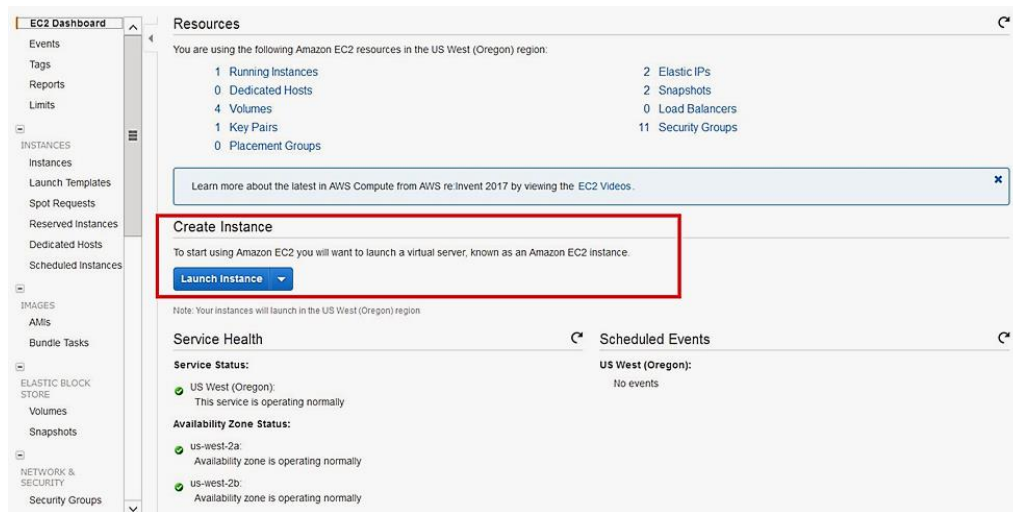 EC2 Dashboard
Events
Tags
Reports
Limits
INSTANCES
Instances
Launch Templates
Spot Requests
Reserved Instances
Dedicated Hosts
Scheduled Instances
IMAGES
AMIs
Bundle Tasks
ELASTIC BLOCK
STORE
Volumes
Snapshots
NETWORK &
SECURITY
Security Groups
Resources
You are using the following Amazon EC2 resources in the US West (Oregon) region:
1 Running Instances
0 Dedicated Hosts
4 Volumes
1 Key Pairs
0 Placement Groups
2 Elastic IPs
2 Snapshots
0 Load Balancers
11 Security Groups
Learn more about the latest in AWS Compute from AWS re:Invent 2017 by viewing the EC2 Videos.
Create Instance
To start using Amazon EC2 you will want to launch a virtual server, known as an Amazon EC2 instance.
Launch Instance
Note: Your instances will launch in the US West (Oregon) region
Service Health
Service Status:
US West (Oregon):
This service is operating normally
Availability Zone Status:
us-west-2a:
Availability zone is operating normally
us-west-2b:
Availability zone is operating normally
Scheduled Events
US West (Oregon):
No events